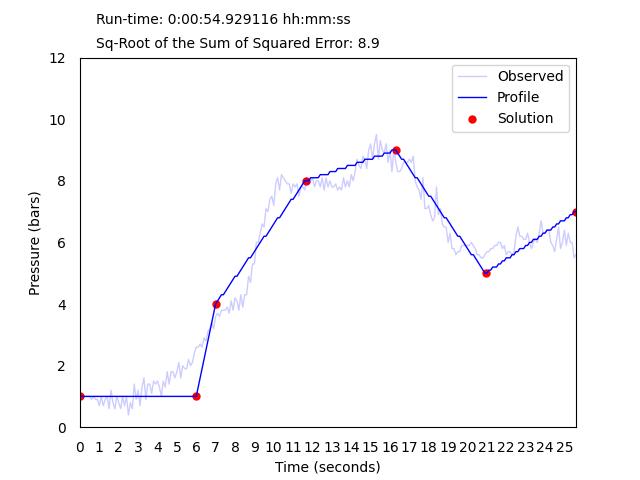 Run-time: 0:00:54.929116 hh:mm:ss
Sq-Root of the Sum of Squared Error: 8.9
12
10
8
6
4
2
0
Pressure (bars)
Observed
Profile
Solution
0 1 2 3 4 5 6 7 8 9 10 11 12 13 14 15 16 17 18 19 20 21 22 23 24 25
Time (seconds)